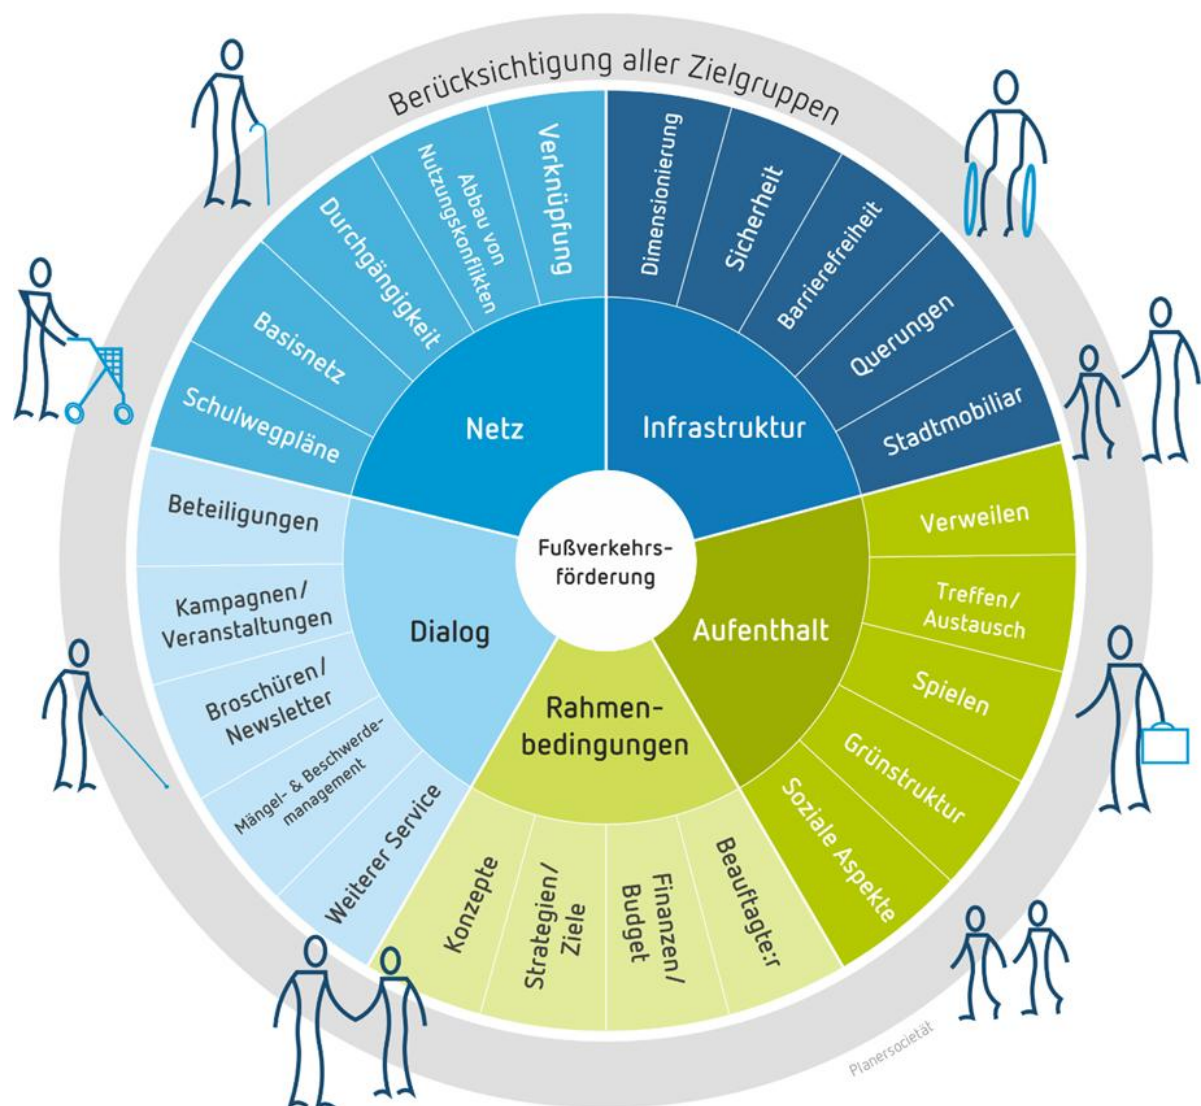 Berücksichtigung aller Zielgruppen
Fußverkehrs-
förderung
Netz
Schulwegpläne
Basisnetz
Durchgängigkeit
Abbau von
Nutzungskonflikten
Verknüpfung
Infrastruktur
Dimensionierung
Sicherheit
Barrierefreiheit
Querungen
Stadtmobiliar
Aufenthalt
Verweilen
Treffen/
Austausch
Spielen
Grünstruktur
Soziale Aspekte
Rahmen-
bedingungen
Beauftagte:r
Finanzen/
Budget
Strategien/
Ziele
Konzepte
Dialog
Weiterer Service
Mängel- & Beschwerde-
management
Broschüren/
Newsletter
Kampagnen/
Veranstaltungen
Beteiligungen
Planersocietät